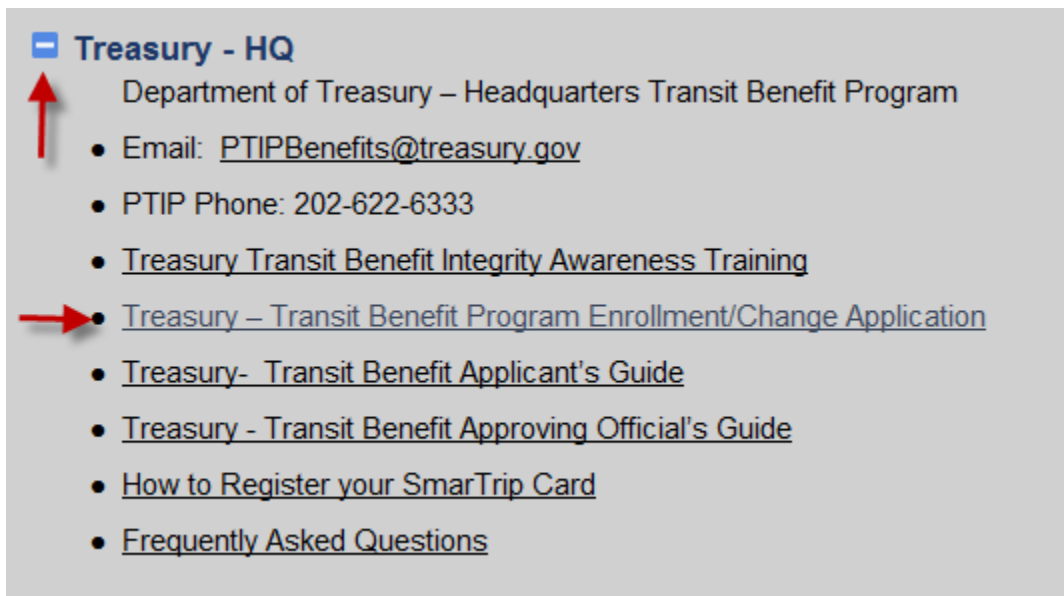 Treasury - HQ
Department of Treasury – Headquarters Transit Benefit Program
Email:  PTIPBenefits@treasury.gov
PTIP Phone: 202-622-6333
Treasury Transit Benefit Integrity Awareness Training
Treasury – Transit Benefit Program Enrollment/Change Application
Treasury-  Transit Benefit Applicant’s Guide
Treasury - Transit Benefit Approving Official’s Guide
How to Register your SmarTrip Card
Frequently Asked Questions